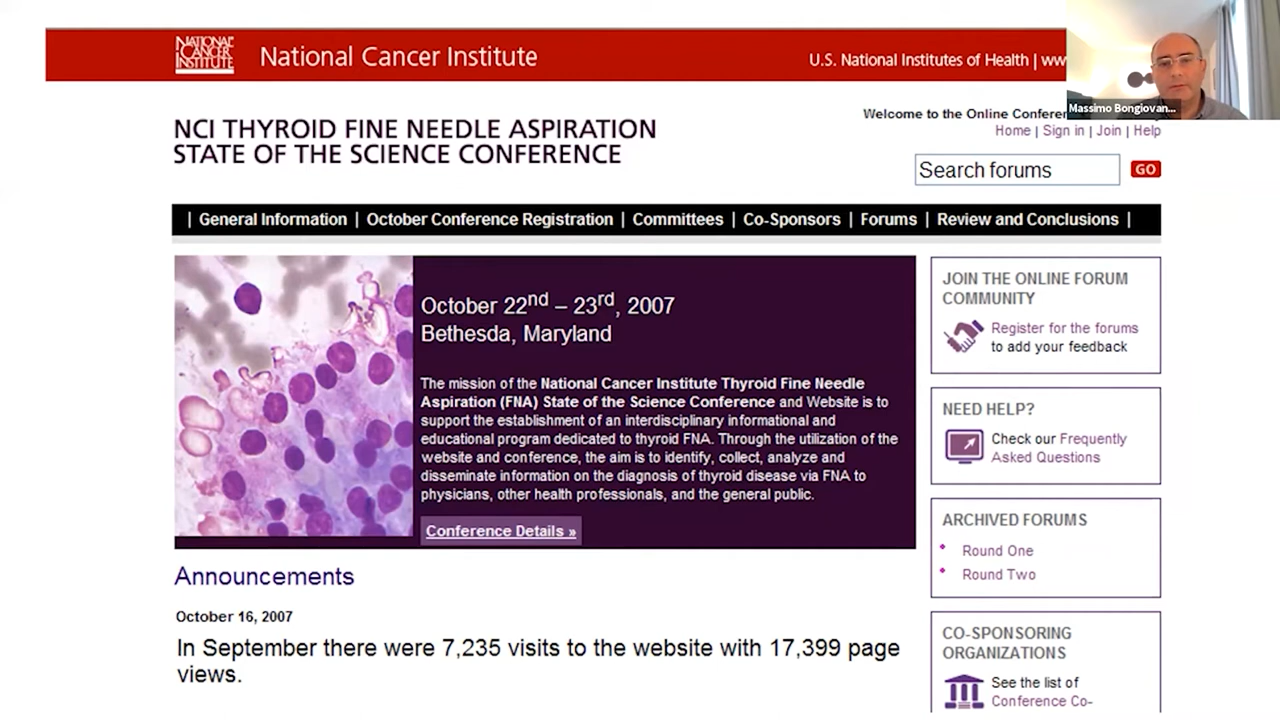 NATIONAL
CANCER
INSTITUTE
National Cancer Institute
U.S. National Institutes of Health | www
Massimo Bongiovan...
Welcome to the Online Conferen
Home | Sign in | Join | Help
NCI THYROID FINE NEEDLE ASPIRATION
STATE OF THE SCIENCE CONFERENCE
Search forums
GO
| General Information | October Conference Registration | Committees | Co-Sponsors | Forums | Review and Conclusions |
October 22nd – 23rd, 2007
Bethesda, Maryland
The mission of the National Cancer Institute Thyroid Fine Needle
Aspiration (FNA) State of the Science Conference and Website is to
support the establishment of an interdisciplinary informational and
educational program dedicated to thyroid FNA. Through the utilization of the
website and conference, the aim is to identify, collect, analyze and
disseminate information on the diagnosis of thyroid disease via FNA to
physicians, other health professionals, and the general public.
Conference Details »
JOIN THE ONLINE FORUM
COMMUNITY
Register for the forums
to add your feedback
NEED HELP?
Check our Frequently
Asked Questions
ARCHIVED FORUMS
Round One
Round Two
CO-SPONSORING
ORGANIZATIONS
See the list of
Conference Co-
Announcements
October 16, 2007
In September there were 7,235 visits to the website with 17,399 page
views.